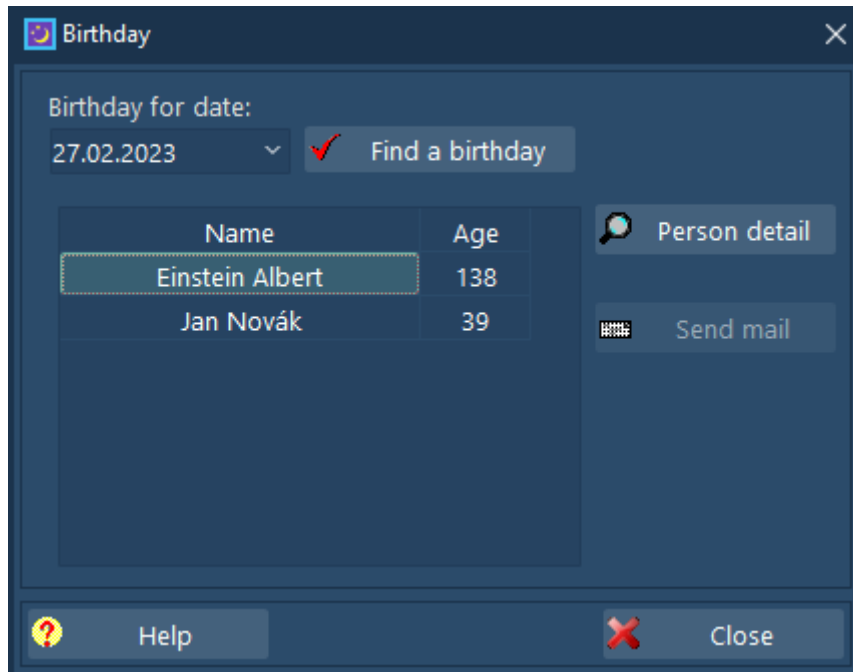 Birthday
Birthday for date:
27.02.2023
Find a birthday
Name Age
Einstein Albert 138
Jan Novák 39
Person detail
Send mail
Help
Close